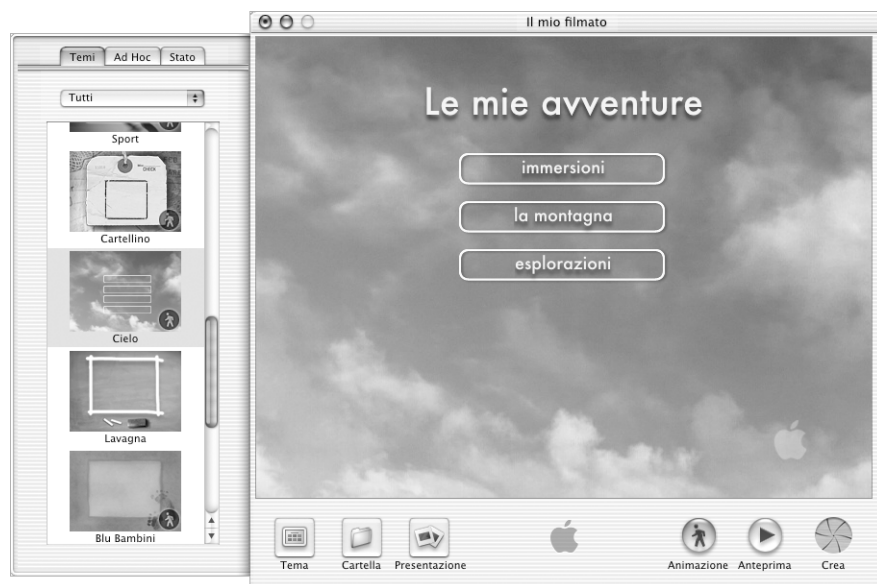 Il mio filmato
Temi
Ad Hoc
Stato
Tutti
Sport
Cartellino
Cielo
Lavagna
Blu Bambini
Le mie avventure
immersioni
la montagna
esplorazioni
Tema
Cartella
Presentazione
Animazione
Anteprima
Crea